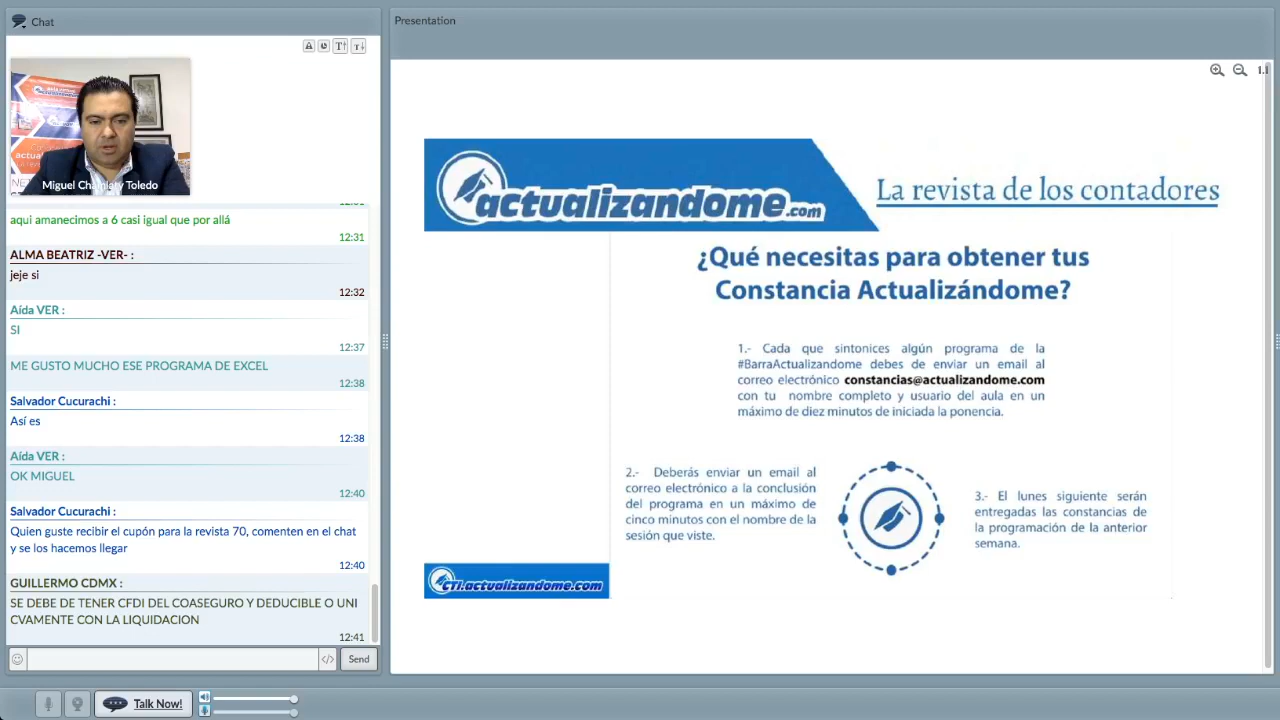 Chat
Miguel Chamlaty Toledo
aqui amanecimos a 6 casi igual que por allá
12:31
ALMA BEATRIZ -VER- :
jeje si
12:32
Aída VER :
SI
12:37
ME GUSTO MUCHO ESE PROGRAMA DE EXCEL
12:38
Salvador Cucurachi :
Así es
12:38
Aída VER :
OK MIGUEL
12:40
Salvador Cucurachi :
Quien guste recibir el cupón para la revista 70, comenten en el chat
y se los hacemos llegar
12:40
GUILLERMO CDMX :
SE DEBE DE TENER CFDI DEL COASEGURO Y DEDUCIBLE O UNI
CVAMENTE CON LA LIQUIDACION
12:41
Send
Talk Now!
Presentation
actualizandome.com
La revista de los contadores
¿Qué necesitas para obtener tus
Constancia Actualizándome?
1.- Cada que sintonices algún programa de la
#BarraActualizandome debes de enviar un email al
correo electrónico constancias@actualizandome.com
con tu nombre completo y usuario del aula en un
máximo de diez minutos de iniciada la ponencia.
2.- Deberás enviar un email al
correo electrónico a la conclusión
del programa en un máximo de
cinco minutos con el nombre de la
sesión que viste.
3.- El lunes siguiente serán
entregadas las constancias de
la programación de la anterior
semana.
CTI.actualizandome.com